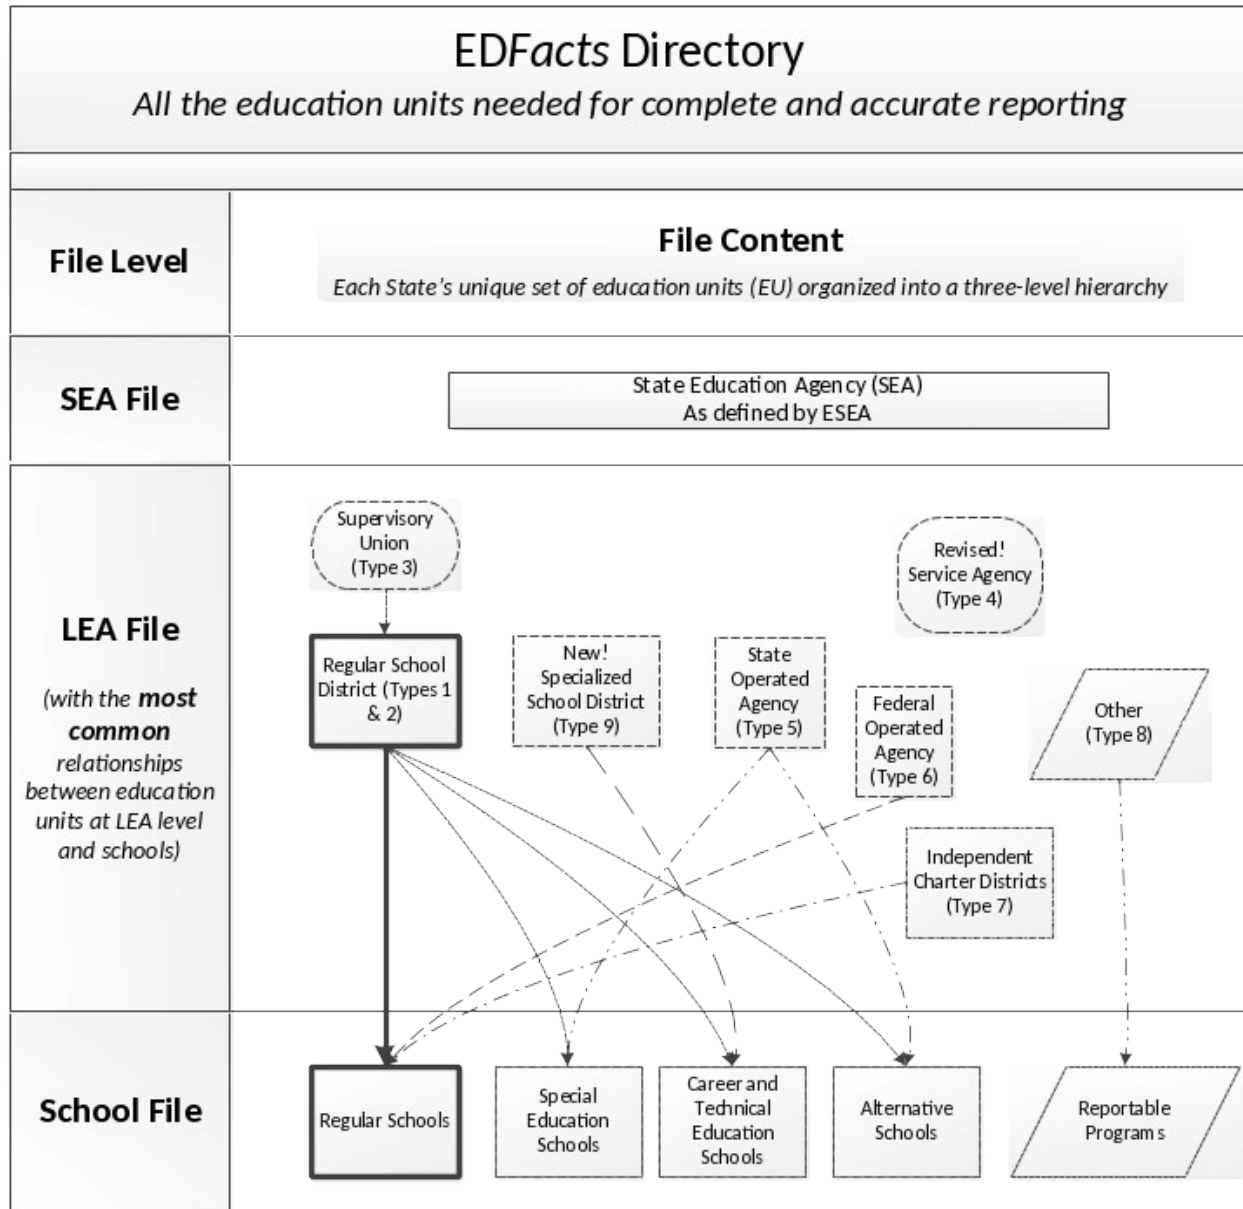 EDFacts Directory
All the education units needed for complete and accurate reporting
File Level
File Content
Each State's unique set of education units (EU) organized into a three-level hierarchy
SEA File
State Education Agency (SEA)
As defined by ESEA
LEA File
(with the most
common
relationships
between education
units at LEA level
and schools)
Supervisory
Union
(Type 3)
Revised!
Service Agency
(Type 4)
Regular School
District (Types 1
& 2)
New!
Specialized
School District
(Type 9)
State
Operated
Agency
(Type 5)
Federal
Operated
Agency
(Type 6)
Other
(Type 8)
Independent
Charter Districts
(Type 7)
School File
Regular Schools
Special
Education
Schools
Career and
Technical
Education
Schools
Alternative
Schools
Reportable
Programs